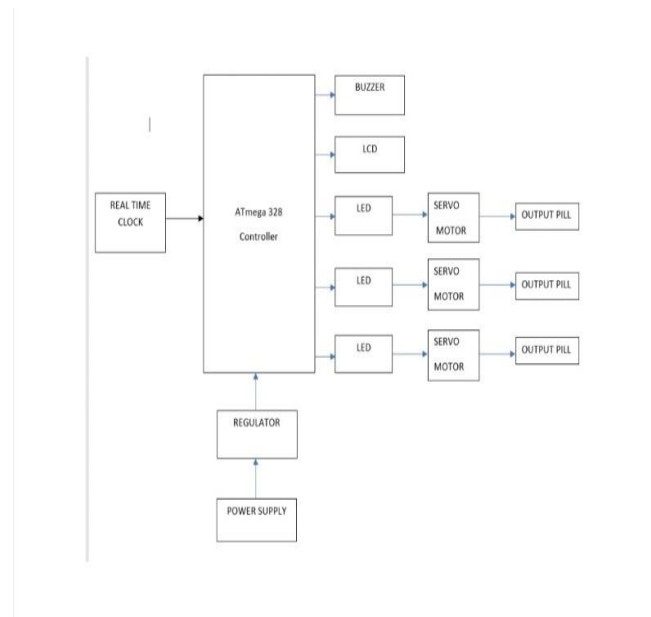 BUZZER
LCD
REAL TIME
CLOCK
ATmega 328
Controller
LED
SERVO
MOTOR
OUTPUT PILL
LED
SERVO
MOTOR
OUTPUT PILL
LED
SERVO
MOTOR
OUTPUT PILL
REGULATOR
POWER SUPPLY